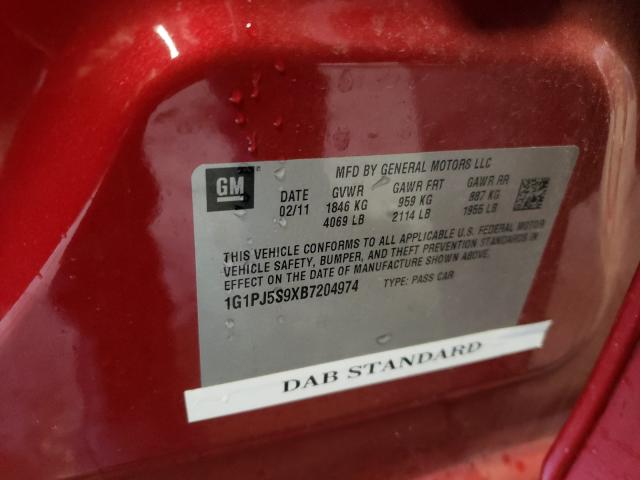 MFD BY GENERAL MOTORS LLC
GM
DATE GVWR GAWR FRT GAWR RR
02/11 1846 KG 959 KG 887 KG
4069 LB 2114 LB 1955 LB
THIS VEHICLE CONFORMS TO ALL APPLICABLE U.S. FEDERAL MOTOR
VEHICLE SAFETY, BUMPER, AND THEFT PREVENTION STANDARDS IN
EFFECT ON THE DATE OF MANUFACTURE SHOWN ABOVE.
1G1PJ5S9XB7204974 TYPE: PASS CAR
DAB STANDARD